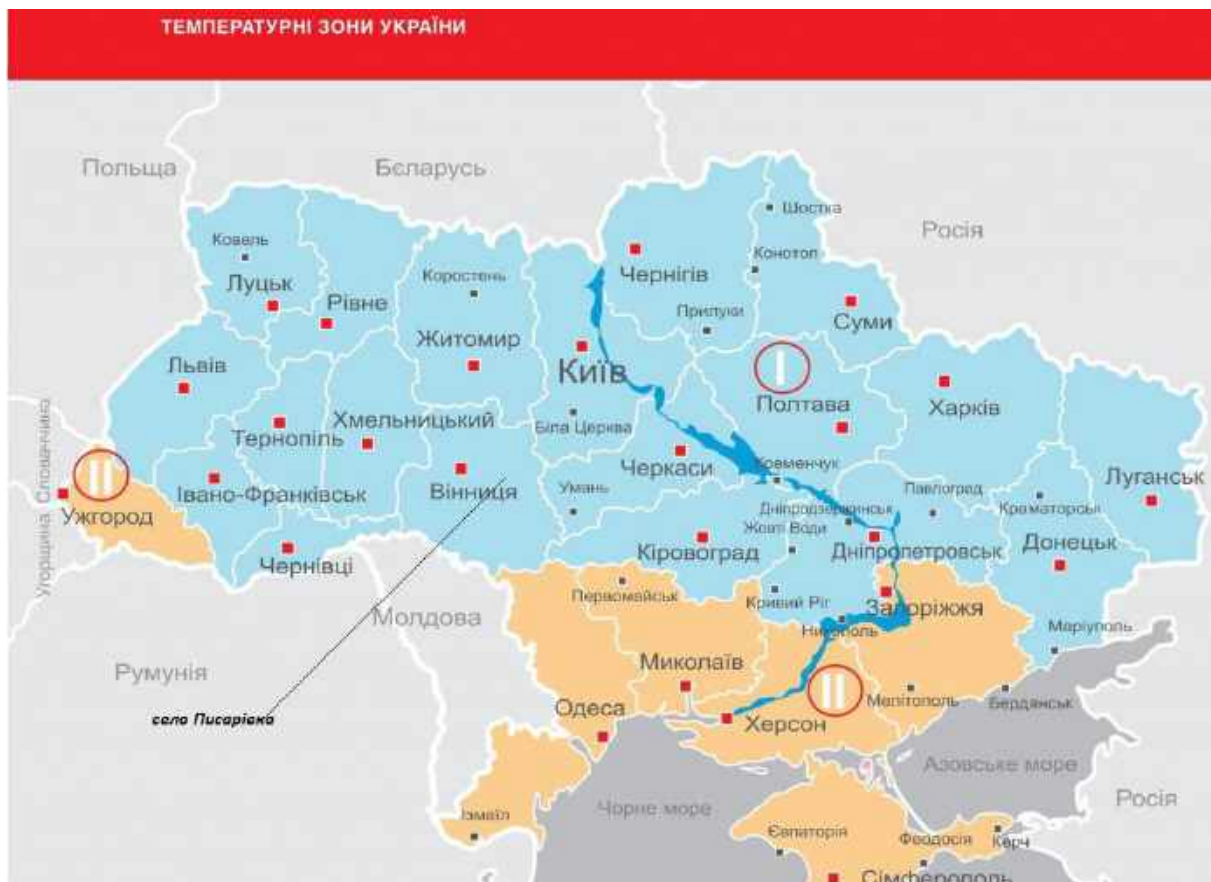 ТЕМПЕРАТУРНІ ЗОНИ УКРАЇНИ
Польща
Бєларусь
Росія
Шостка
Ковель
Конотоп
Чернігів
Луцьк
Коростень
Рівне
Прилуки
Суми
Житомир
Львів
Київ
I
Полтава
Харків
Хмельницький
Тернопіль
Біла Церква
Черкаси
Словаччина
Угорщина
II
Ужгород
Івано-Франківськ
Вінниця
Умань
Кременчук
Павлоград
Луганськ
Краматорськ
Дніпродзержинськ
Жовті Води
Кіровоград
Дніпропетровськ
Донецьк
Чернівці
Первомайськ
Кривий Ріг
Запоріжжя
Молдова
Нікополь
Маріуполь
Румунія
Миколаїв
II
Мелітополь
Бердянськ
село Писарівка
Одеса
Херсон
Азовське море
Чорне море
Росія
Ізмаїл
Євпаторія
Феодосія
Керч
Сімферополь